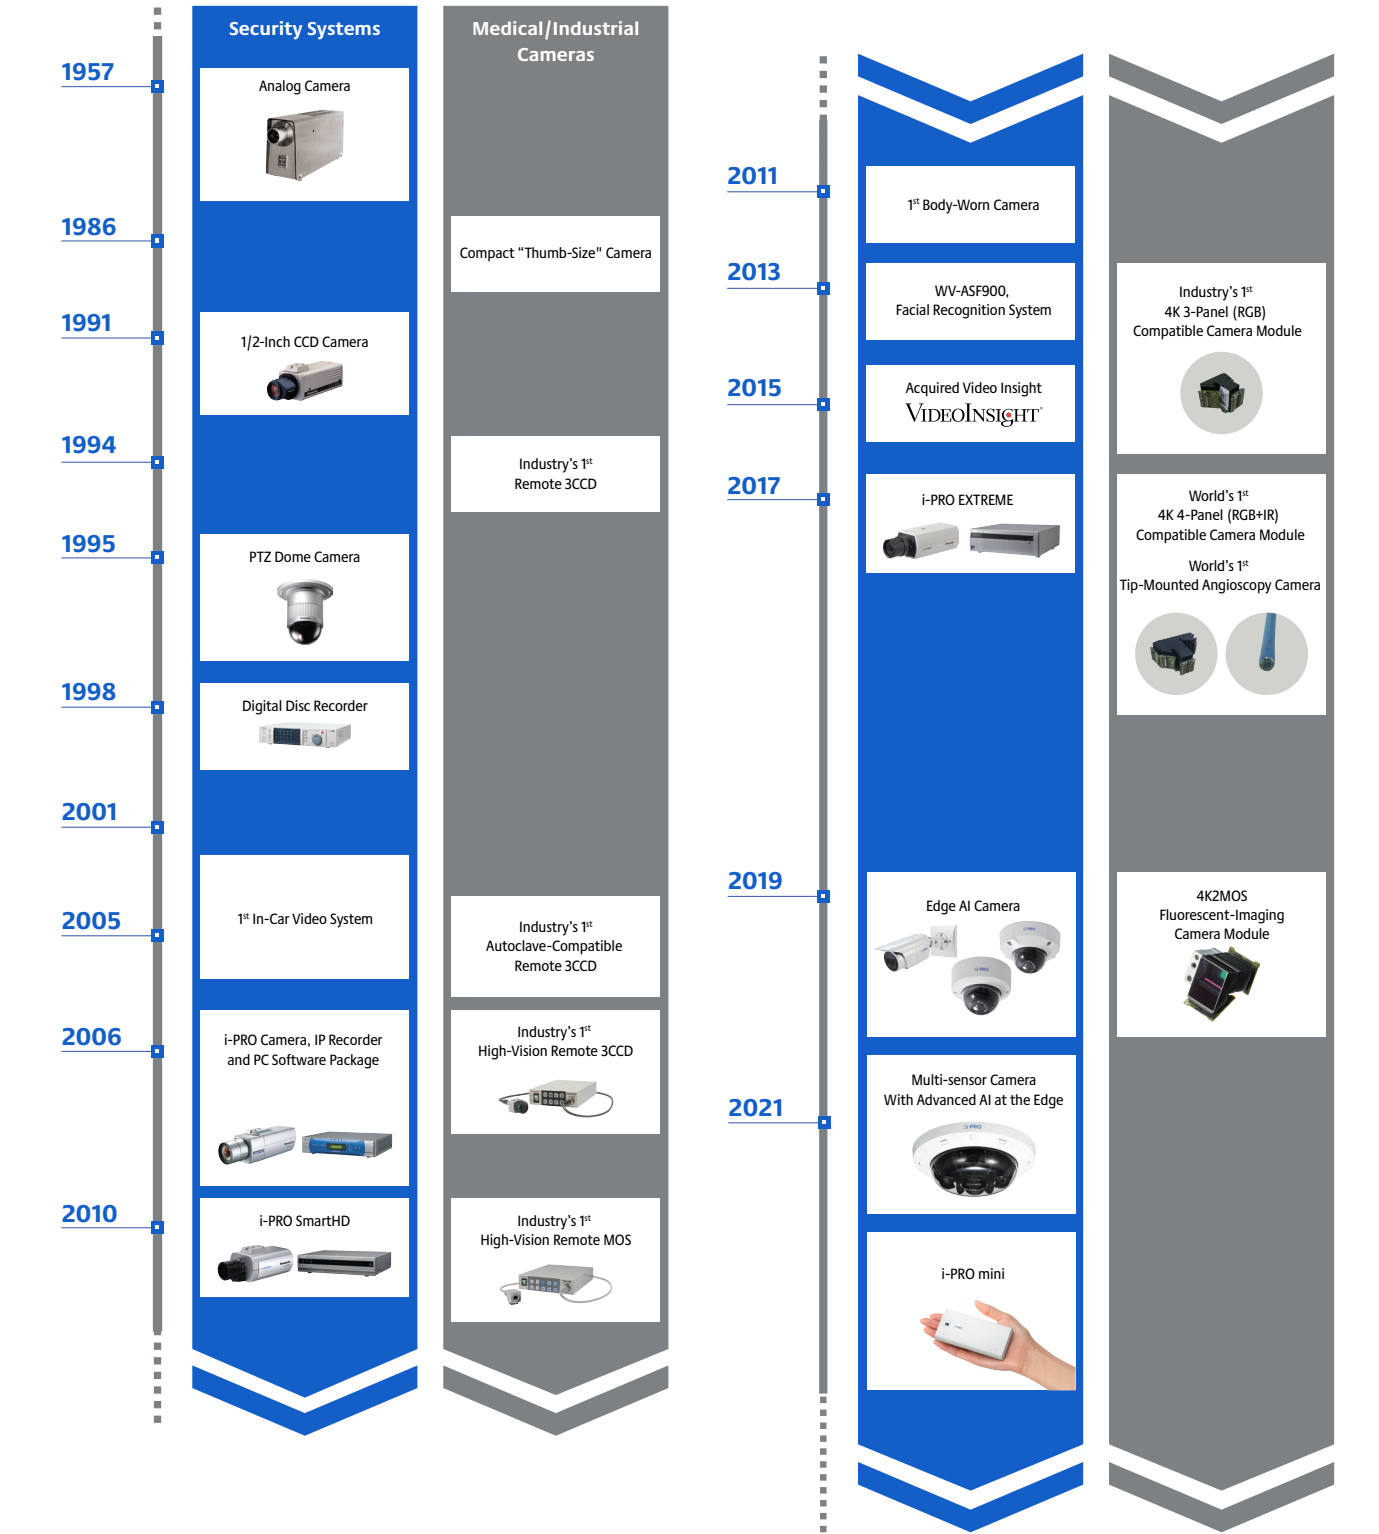 Security Systems
Medical/Industrial
Cameras
1957
Analog Camera
1986
Compact “Thumb-Size" Camera
1991
1/2-Inch CCD Camera
1994
Industry’s 1st
Remote 3CCD
1995
PTZ Dome Camera
1998
Digital Disc Recorder
2001
1st In-Car Video System
2005
Industry’s 1st
Autoclave-Compatible
Remote 3CCD
2006
i-PRO Camera, IP Recorder
and PC Software Package
Industry’s 1st
High-Vision Remote 3CCD
2010
i-PRO SmartHD
Industry’s 1st
High-Vision Remote MOS
2011
1st Body-Worn Camera
2013
WV-ASF900,
Facial Recognition System
Industry’s 1st
4K 3-Panel (RGB)
Compatible Camera Module
2015
Acquired Video Insight
VIDEOINSIGHT
2017
i-PRO EXTREME
World’s 1st
4K 4-Panel (RGB+IR)
Compatible Camera Module
World’s 1st
Tip-Mounted Angioscopy Camera
2019
Edge AI Camera
i-PRO
i-PRO
4K2MOS
Fluorescent-Imaging
Camera Module
2021
Multi-sensor Camera
With Advanced AI at the Edge
i-PRO
i-PRO mini
i-PRO